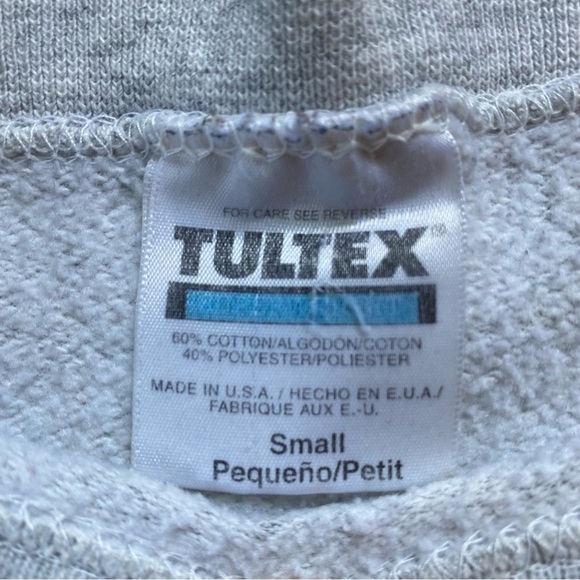 FOR CARE SEE REVERSE
TULTEX®
60% COTTON/ALGODON/COTON
40% POLYESTER/POLIESTER
MADE IN U.S.A./ HECHO EN E.U.A./
FABRIQUE AUX E.-U.
Small
Pequeño/Petit